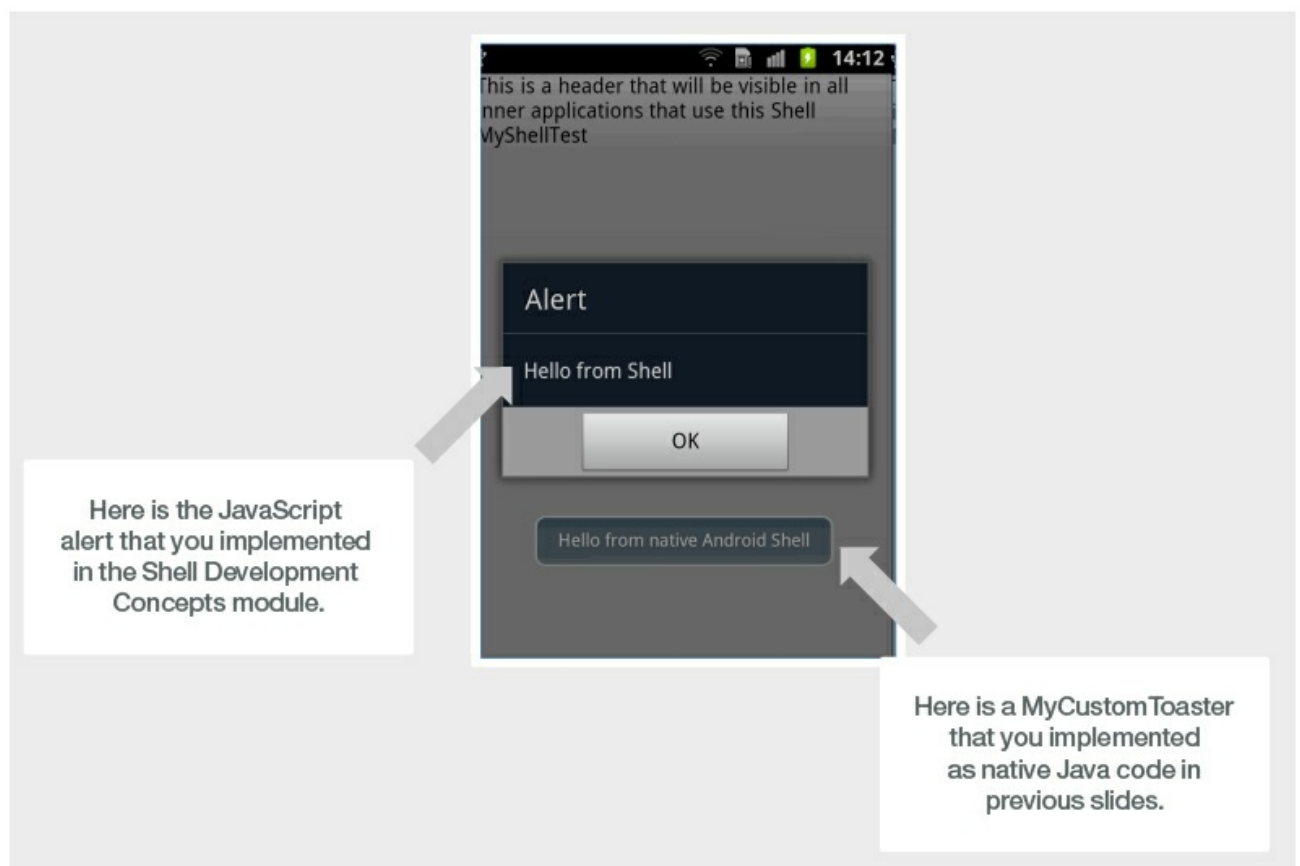 14:12
This is a header that will be visible in all
inner applications that use this Shell
MyShellTest
Alert
Hello from Shell
OK
Hello from native Android Shell
Here is the JavaScript
alert that you implemented
in the Shell Development
Concepts module.
Here is a MyCustomToaster
that you implemented
as native Java code in
previous slides.